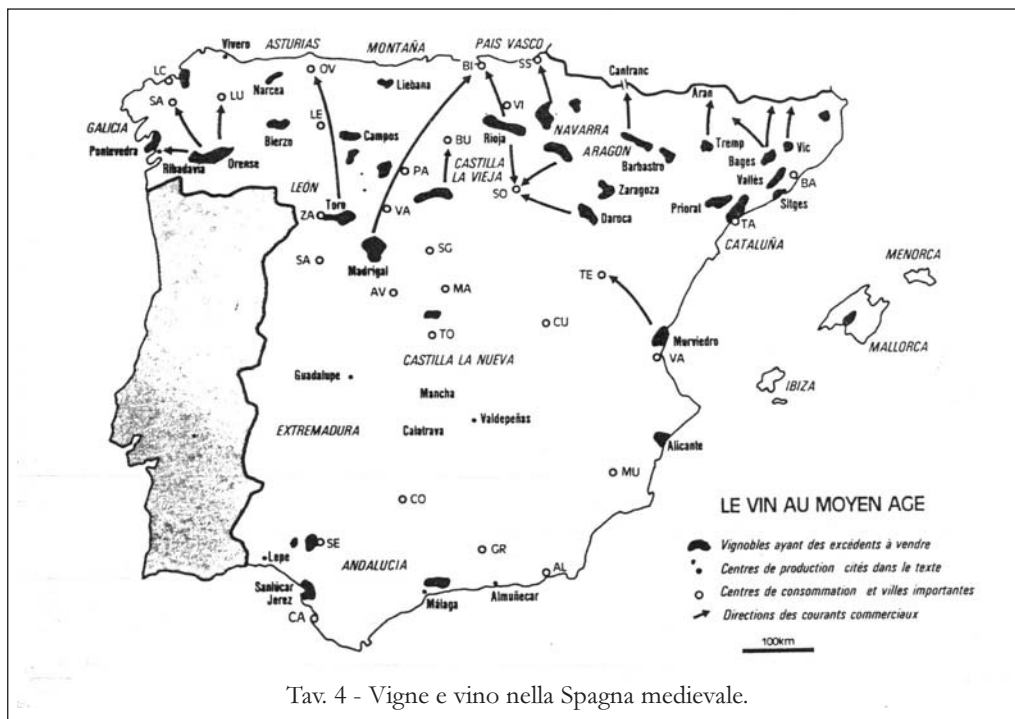 Vivero
ASTURIAS
MONTAÑA
PAIS VASCO
LC
OV
BI
SS
Canfranc
Narcea
Liebana
Aran
SA
LU
LE
VI
GALICIA
Bierzo
Campos
BU
Rioja
NAVARRA
Tremp
Vic
Pontevedra
Ribadavia
Orense
CASTILLA
LA VIEJA
ARAGON
Barbastro
Bages
PA
Vallès
BA
LEÓN
Toro
SO
Zaragoza
ZA
VA
Daroca
Priorat
Sitges
TA
CATALUÑA
Madrigal
SG
SA
MENORCA
AV
MA
TE
TO
CU
Murviedro
MALLORCA
CASTILLA LA NUEVA
VA
IBIZA
Guadalupe
Mancha
Valdepeñas
EXTREMADURA
Calatrava
Alicante
MU
CO
LE VIN AU MOYEN AGE
Vignobles ayant des excédents à vendre
SE
Lepe
ANDALUCIA
GR
Centres de production cités dans le texte
AL
Sanlúcar
Jerez
Málaga
Almuñecar
Centres de consommation et villes importantes
CA
Directions des courants commerciaux
100km
Tav. 4 - Vigne e vino nella Spagna medievale.